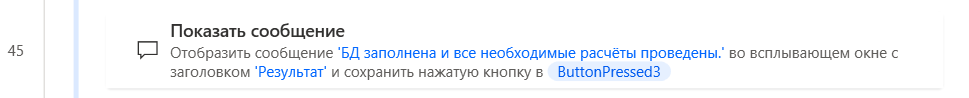 Показать сообщение
45
Отобразить сообщение 'БД заполнена и все необходимые расчёты проведены.' во всплывающем окне с
заголовком 'Результат' и сохранить нажатую кнопку в ButtonPressed3